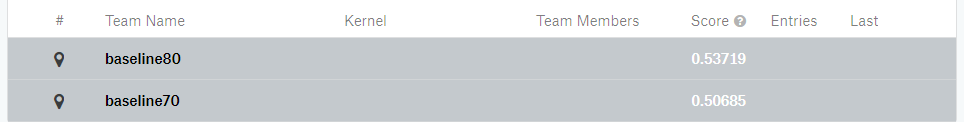 # Team Name Kernel Team Members Score ? Entries Last
baseline80 0.53719
baseline70 0.50685